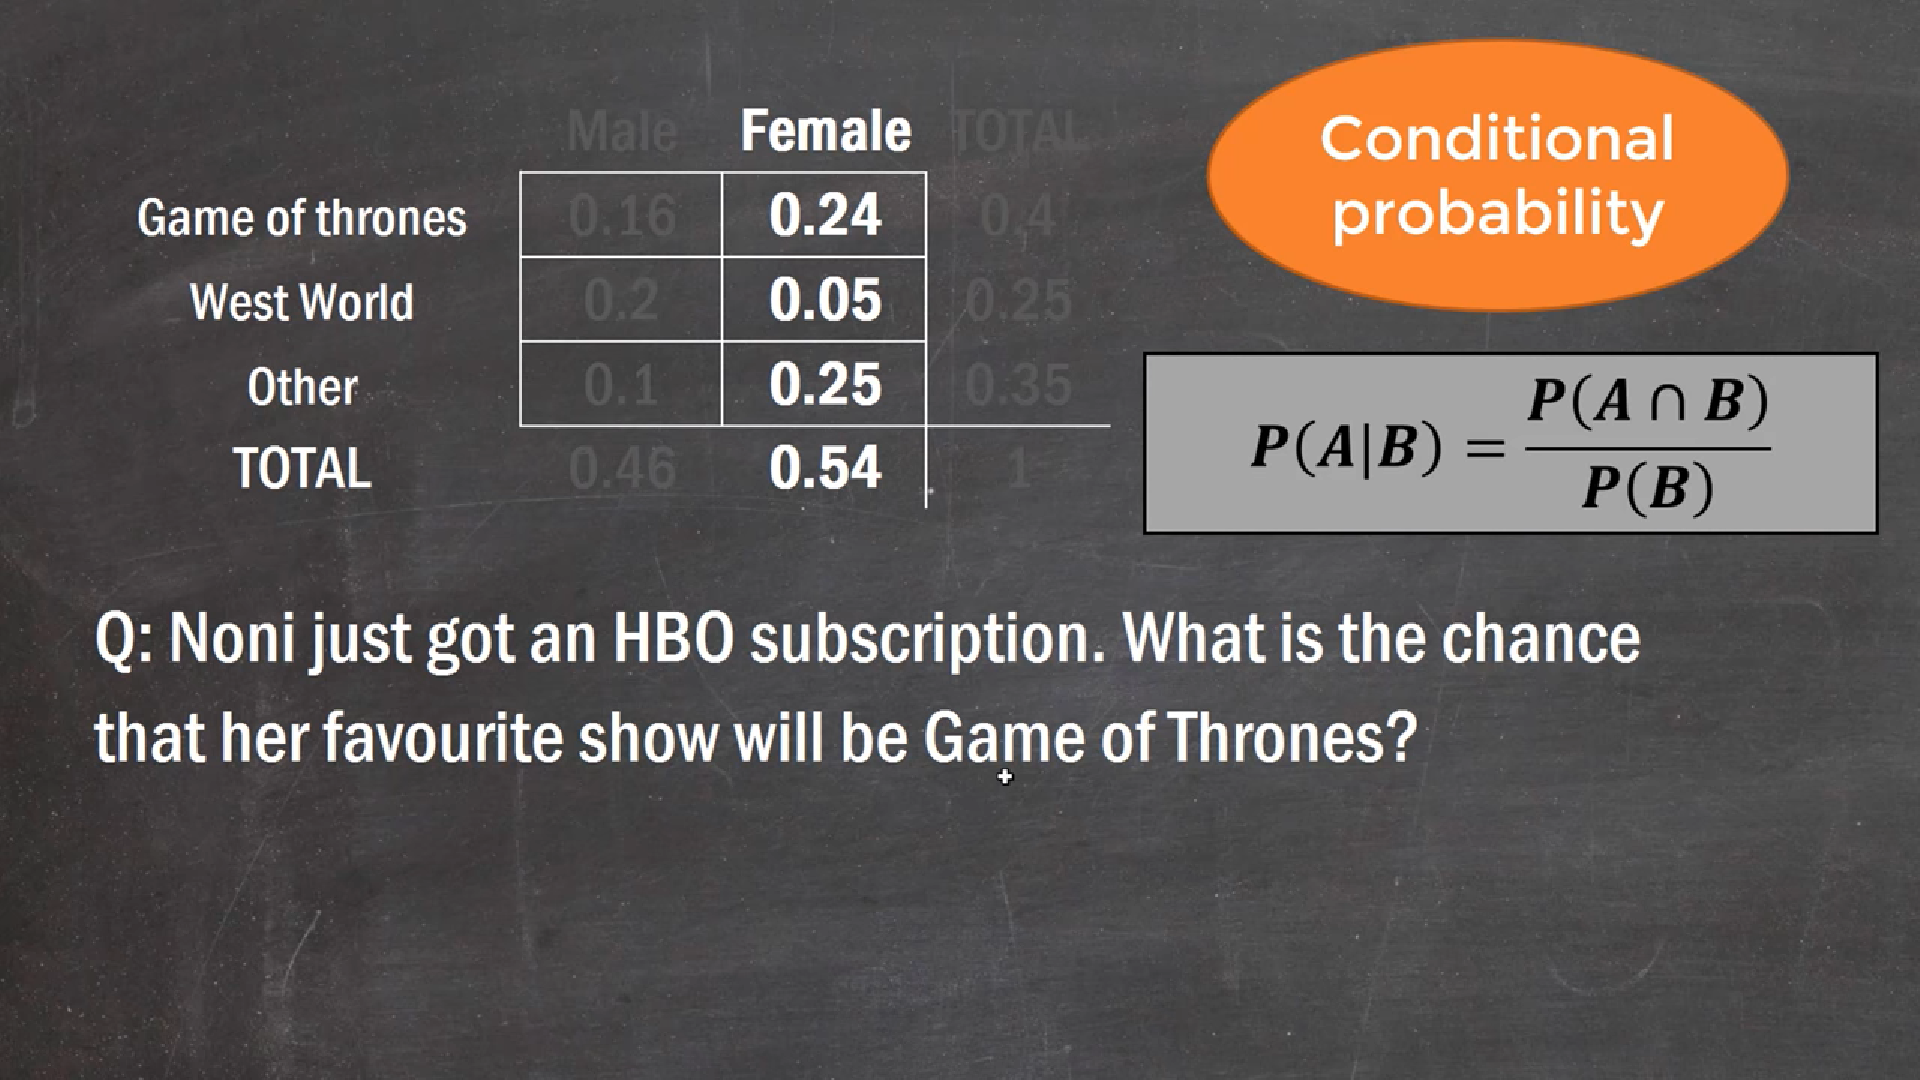 Male Female TOTAL
Game of thrones 0.16 0.24 0.4
West World 0.2 0.05 0.25
Other 0.1 0.25 0.35
TOTAL 0.46 0.54 1
Conditional
probability
P(A|B) = P(A ∩ B) / P(B)
Q: Noni just got an HBO subscription. What is the chance
that her favourite show will be Game of Thrones?